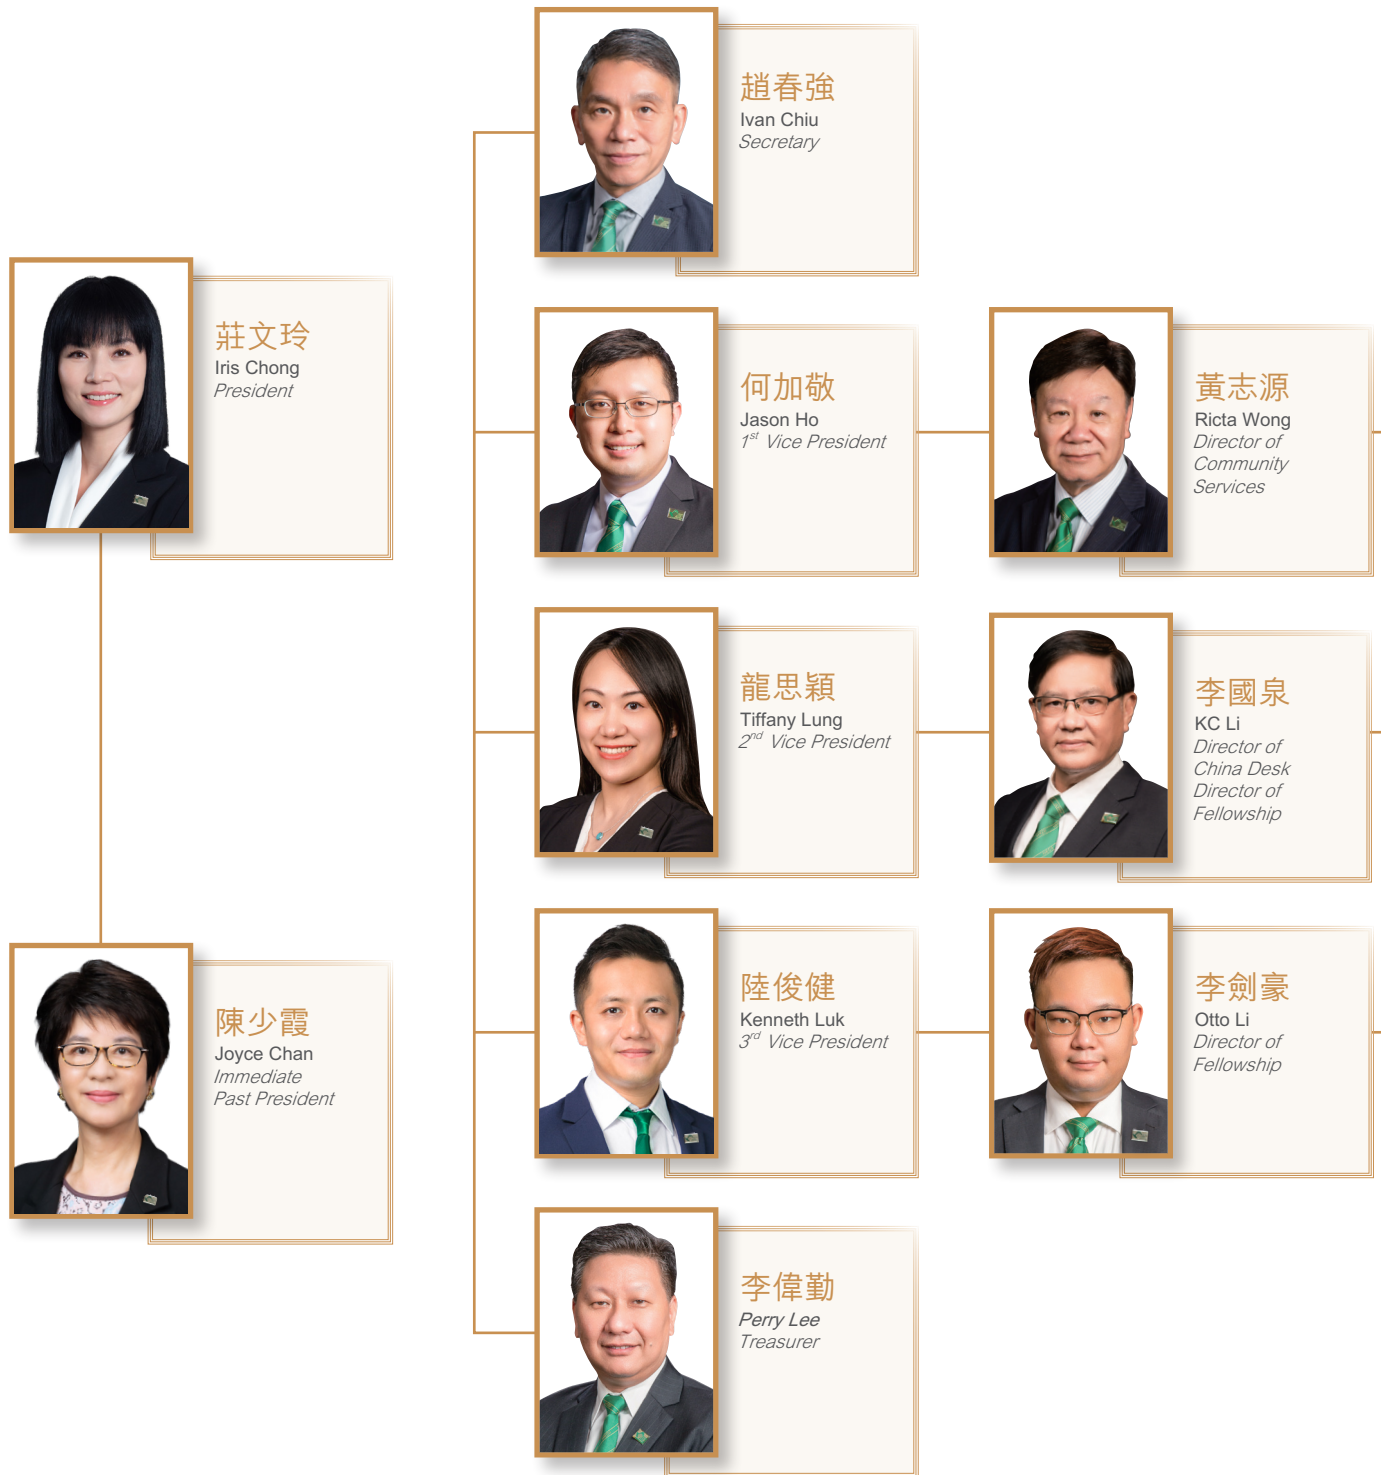 趙春強
Ivan Chiu
Secretary
莊文玲
Iris Chong
President
何加敬
Jason Ho
1st Vice President
黃志源
Ricta Wong
Director of
Community
Services
龍思穎
Tiffany Lung
2nd Vice President
李國泉
KC Li
Director of
China Desk
Director of
Fellowship
陳少霞
Joyce Chan
Immediate
Past President
陸俊健
Kenneth Luk
3rd Vice President
李劍豪
Otto Li
Director of
Fellowship
李偉勤
Perry Lee
Treasurer